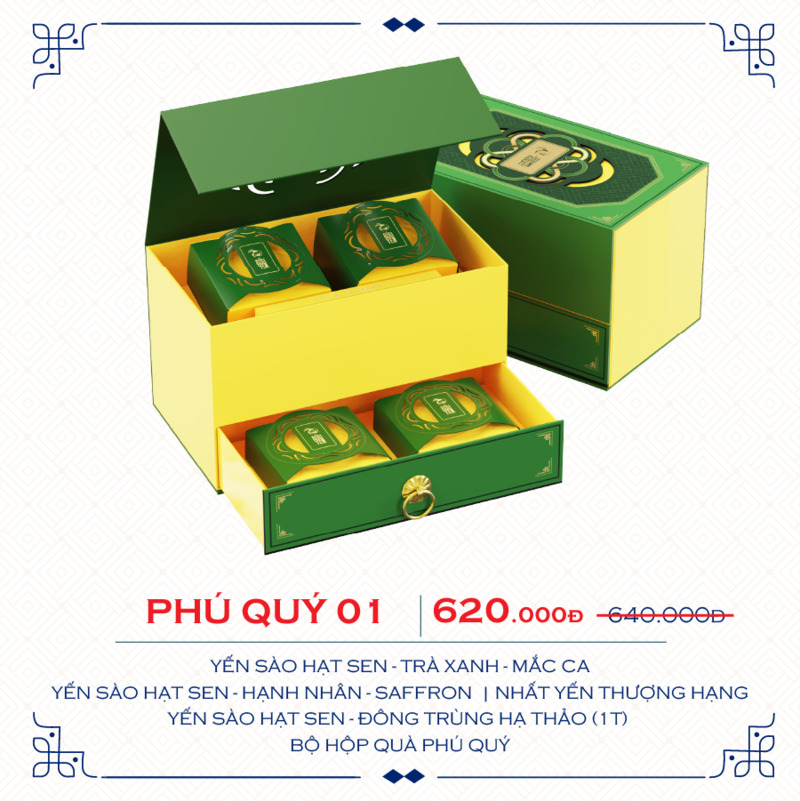 PHÚ QUÝ 01 | 620.000Đ 640.000Đ
YẾN SÀO HẠT SEN - TRÀ XANH - MẮC CA
YẾN SÀO HẠT SEN - HẠNH NHÂN - SAFFRON | NHẤT YẾN THƯỢNG HẠNG
YẾN SÀO HẠT SEN - ĐÔNG TRÙNG HẠ THẢO (1T)
BỘ HỘP QUÀ PHÚ QUÝ